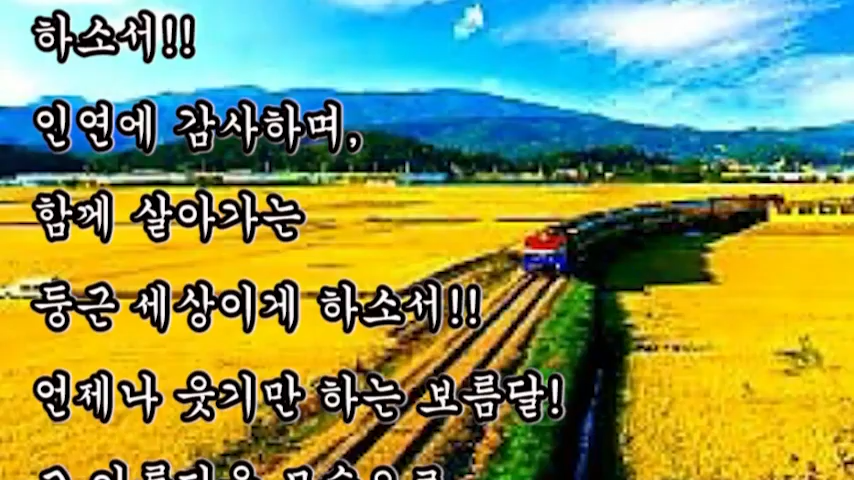 하소서!!
인연에 감사하며,
함께 살아가는
둥근 세상이게 하소서!!
언제나 웃기만 하는 보름달!